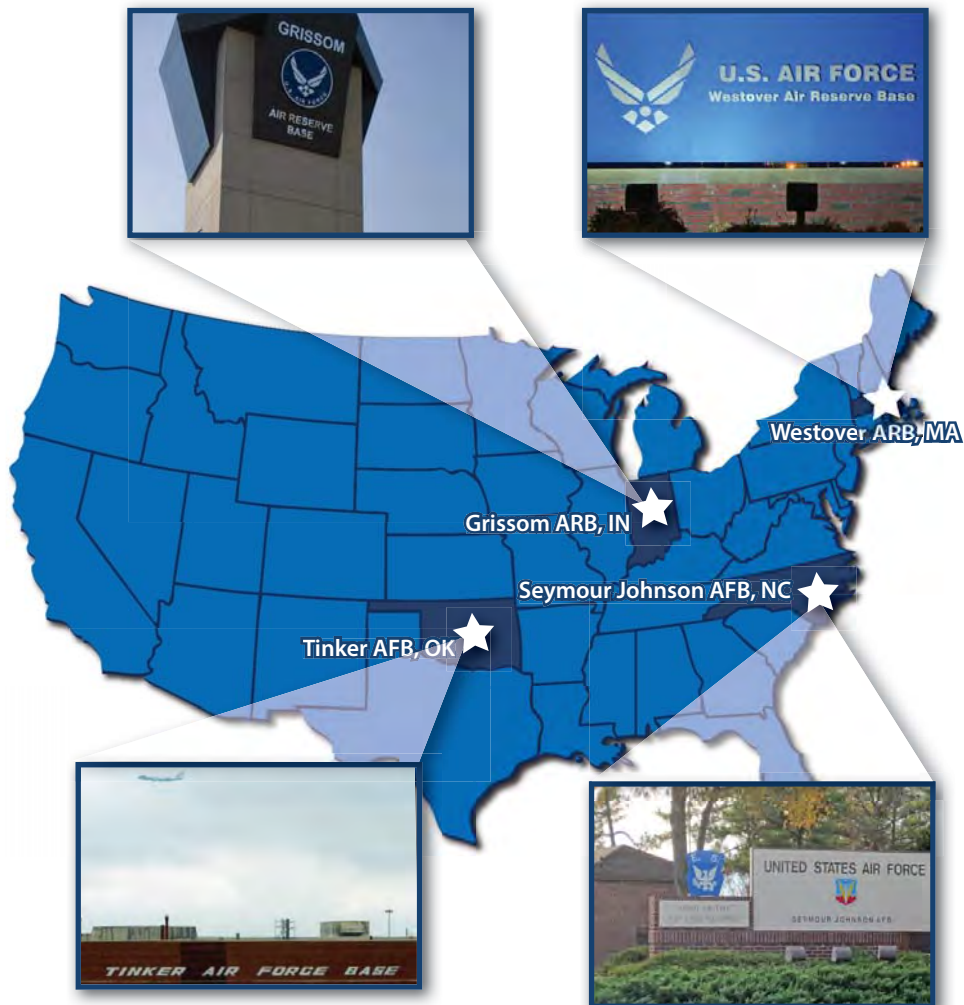 GRISSOM
U.S. AIR FORCE
AIR RESERVE
BASE
U.S. AIR FORCE
Westover Air Reserve Base
Westover ARB, MA
Grissom ARB, IN
Seymour Johnson AFB, NC
Tinker AFB, OK
TINKER AIR FORCE BASE
UNITED STATES AIR FORCE
SEYMOUR JOHNSON AFB